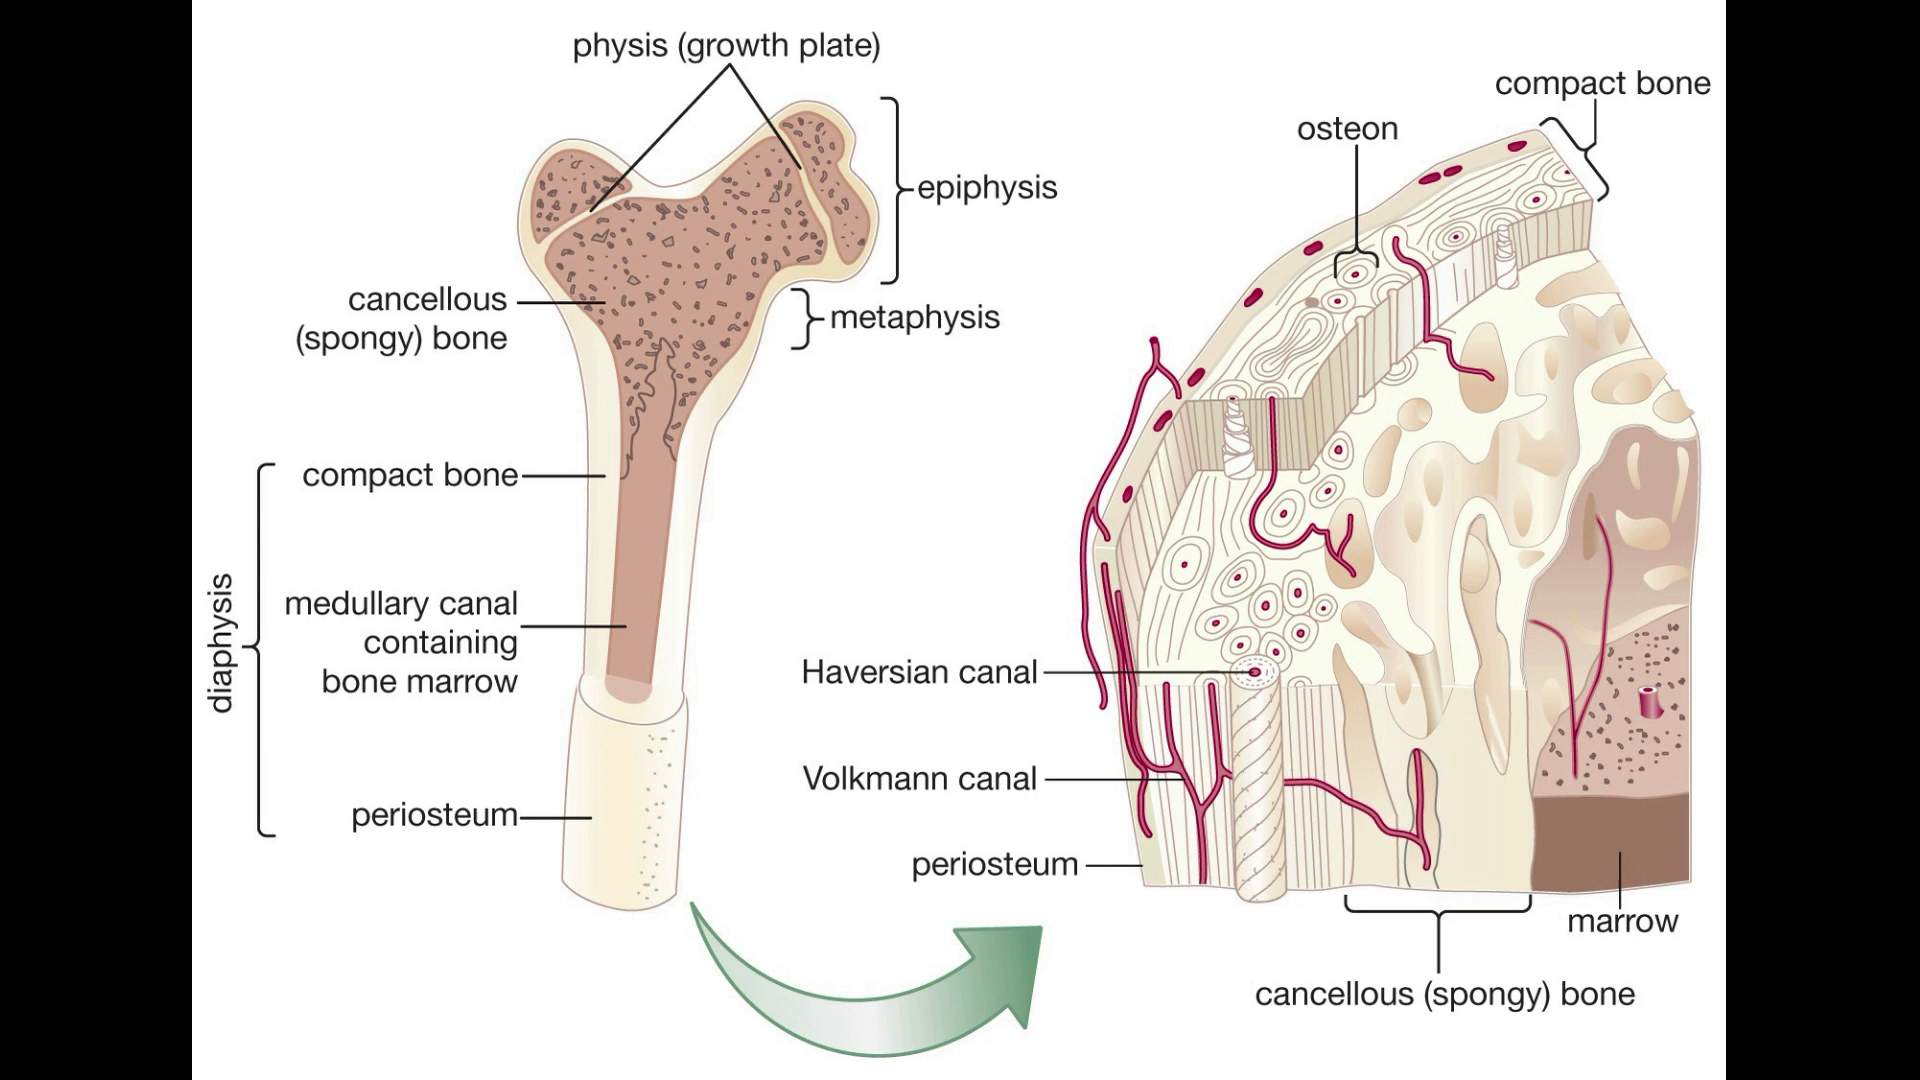 physis (growth plate)
epiphysis
cancellous
(spongy) bone
metaphysis
compact bone
diaphysis
medullary canal
containing
bone marrow
periosteum
compact bone
osteon
Haversian canal
Volkmann canal
periosteum
marrow
cancellous (spongy) bone